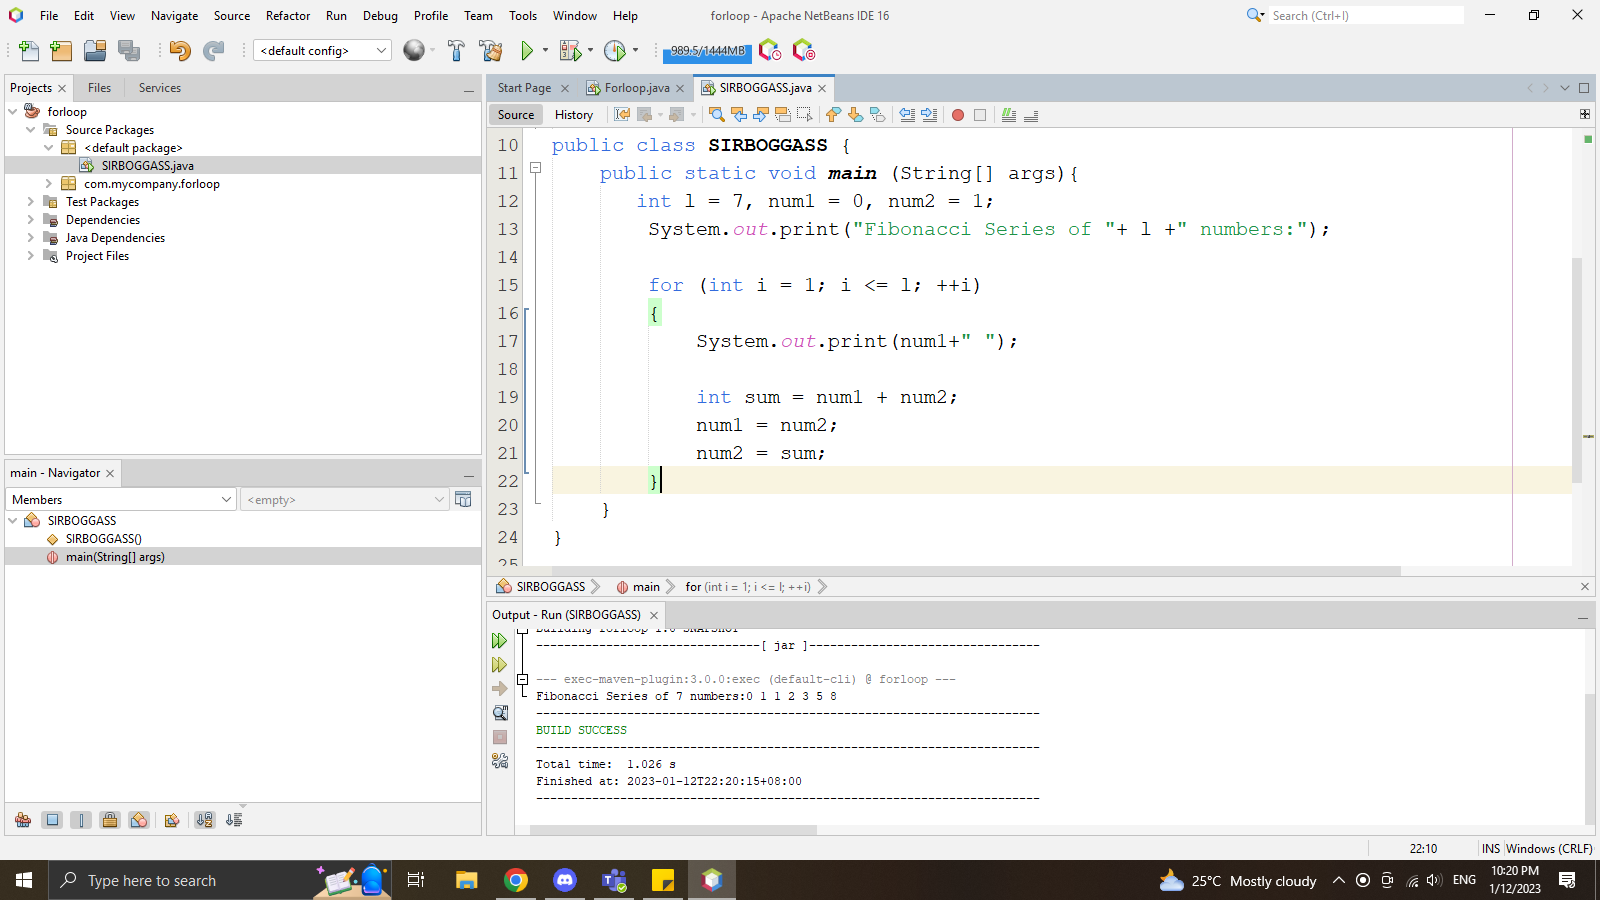 File Edit View Navigate Source Refactor Run Debug Profile Team Tools Window Help
forloop - Apache NetBeans IDE 16
Search (Ctrl+I)
<default config>
989.5/1444MB
Projects Files Services
forloop
Source Packages
<default package>
SIRBOGGASS.java
com.mycompany.forloop
Test Packages
Dependencies
Java Dependencies
Project Files
main - Navigator
Members <empty>
SIRBOGGASS
SIRBOGGASS()
main(String[] args)
Start Page Forloop.java SIRBOGGASS.java
Source History
10 public class SIRBOGGASS {
11 public static void main (String[] args){
12 int l = 7, num1 = 0, num2 = 1;
13 System.out.print("Fibonacci Series of "+ l +" numbers:");
14
15 for (int i = 1; i <= l; ++i)
16 {
17 System.out.print(num1+" ");
18
19 int sum = num1 + num2;
20 num1 = num2;
21 num2 = sum;
22 }
23 }
24 }
25
SIRBOGGASS main for (int i = 1; i <= l; ++i)
Output - Run (SIRBOGGASS)
Building forloop 1.0 SNAPSHOT
--------------------------------[ jar ]---------------------------------
--- exec-maven-plugin:3.0.0:exec (default-cli) @ forloop ---
Fibonacci Series of 7 numbers:0 1 1 2 3 5 8
------------------------------------------------------------------------
BUILD SUCCESS
------------------------------------------------------------------------
Total time:  1.026 s
Finished at: 2023-01-12T22:20:15+08:00
------------------------------------------------------------------------
22:10 INS Windows (CRLF)
Type here to search
25°C Mostly cloudy
ENG
10:20 PM
1/12/2023